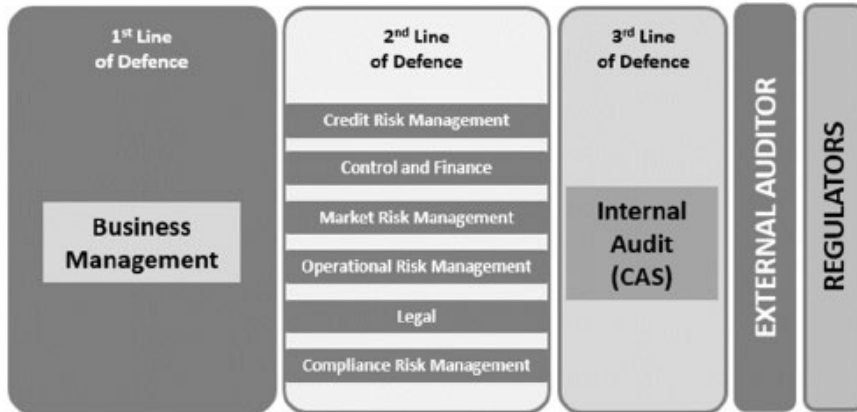 1st Line
of Defence
Business
Management
2nd Line
of Defence
Credit Risk Management
Control and Finance
Market Risk Management
Operational Risk Management
Legal
Compliance Risk Management
3rd Line
of Defence
Internal
Audit
(CAS)
EXTERNAL AUDITOR
REGULATORS